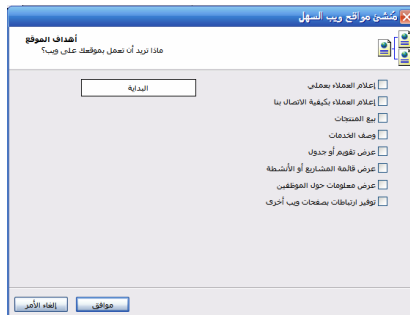 مُنشئ مواقع ويب السهل
أهداف الموقع
ماذا تريد أن تعمل بموقعك على ويب؟
إعلام العملاء بعملي
البداية
إعلام العملاء بكيفية الاتصال بنا
بيع المنتجات
وصف الخدمات
عرض تقويم أو جدول
عرض قائمة المشاريع أو الأنشطة
عرض معلومات حول الموظفين
توفير ارتباطات بصفحات ويب أخرى
موافق
إلغاء الأمر